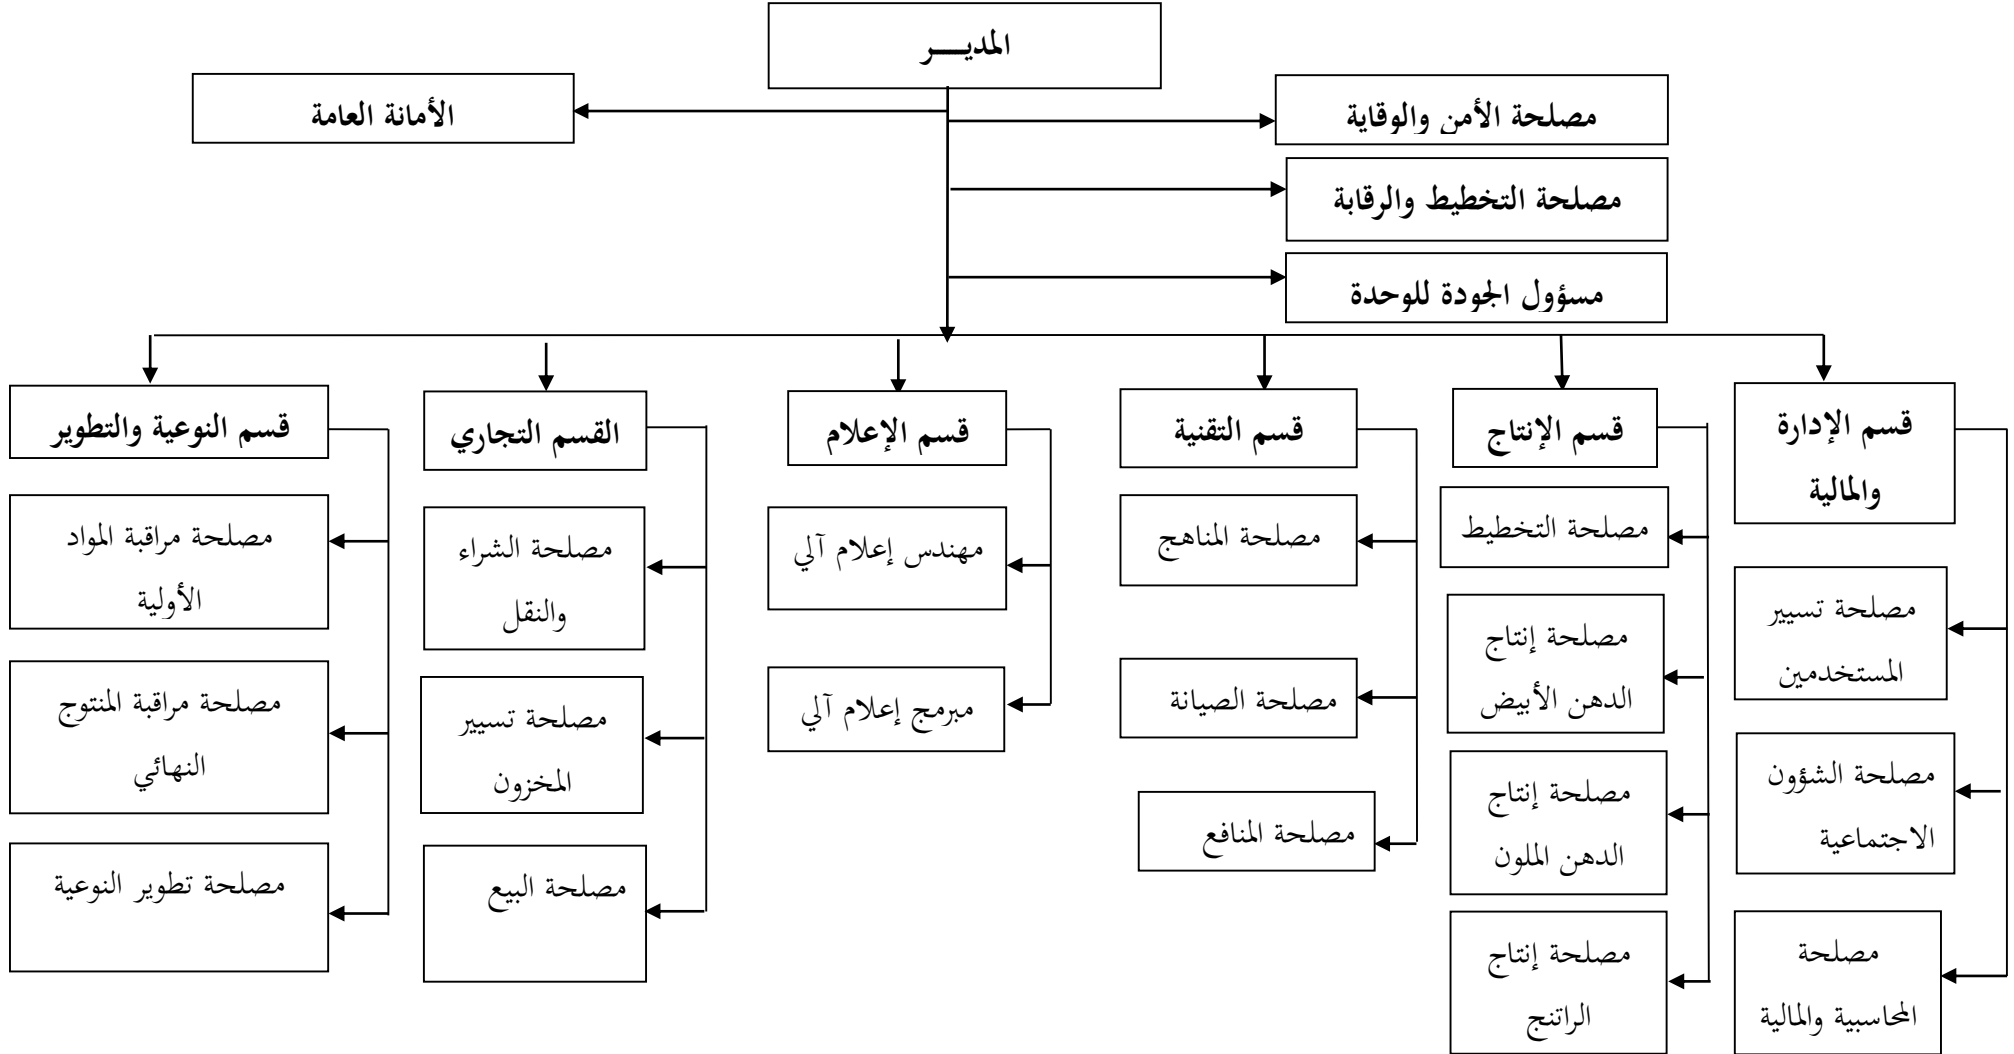 المديـــر
الأمانة العامة
مصلحة الأمن والوقاية
مصلحة التخطيط والرقابة
مسؤول الجودة للوحدة
قسم الإدارة
والمالية
مصلحة تسيير
المستخدمين
مصلحة الشؤون
الاجتماعية
مصلحة
المحاسبية والمالية
قسم الإنتاج
مصلحة التخطيط
مصلحة إنتاج
الدهن الأبيض
مصلحة إنتاج
الدهن الملون
مصلحة إنتاج
الراتنج
قسم التقنية
مصلحة المناهج
مصلحة الصيانة
مصلحة المنافع
قسم الإعلام
مهندس إعلام آلي
مبرمج إعلام آلي
القسم التجاري
مصلحة الشراء
والنقل
مصلحة تسيير
المخزون
مصلحة البيع
قسم النوعية والتطوير
مصلحة مراقبة المواد
الأولية
مصلحة مراقبة المنتوج
النهائي
مصلحة تطوير النوعية